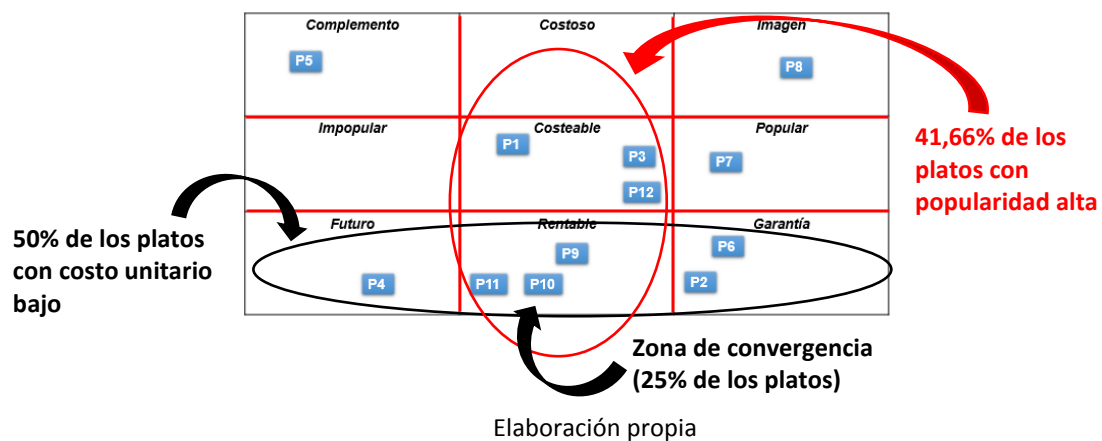 Complemento
Costoso
Imagen
P5
P8
Impopular
Costeable
Popular
P1
P3
P7
P12
41,66% de los
platos con
popularidad alta
50% de los platos
con costo unitario
bajo
Futuro
Rentable
Garantía
P6
P9
P4
P11
P10
P2
Zona de convergencia
(25% de los platos)
Elaboración propia